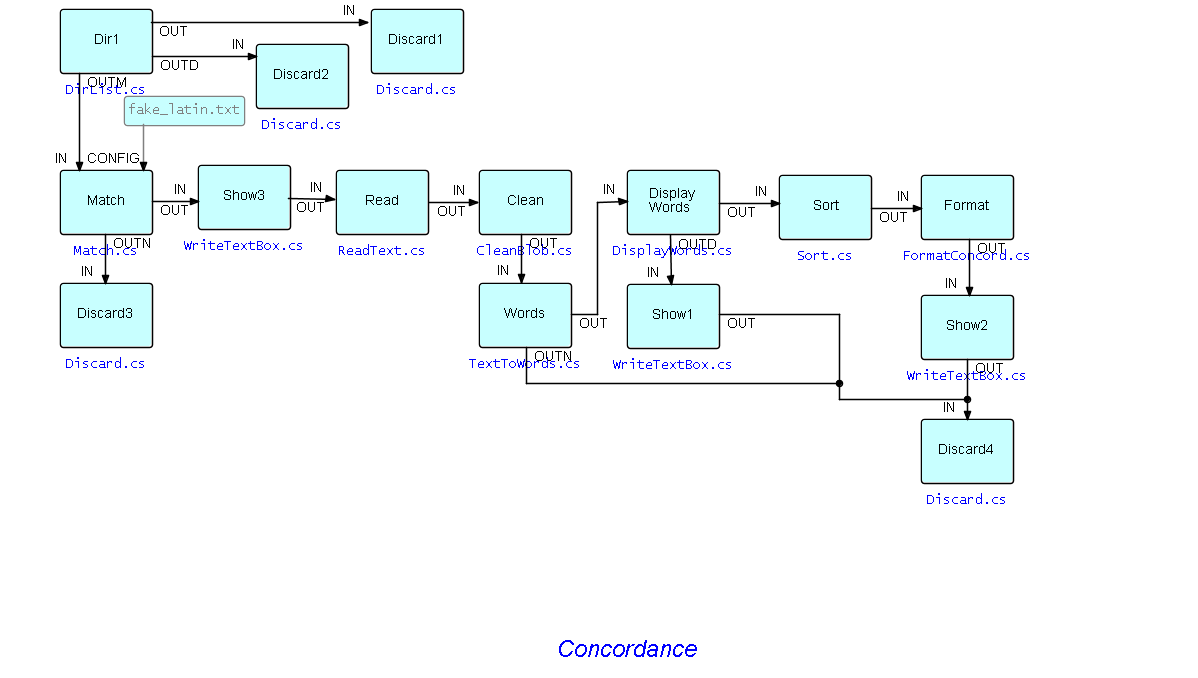 IN
OUT
Dir1
Discard1
IN
OUTD
Discard2
OUTM
DirList.cs
Discard.cs
fake_latin.txt
Discard.cs
IN
CONFIG
Match
IN
OUT
Show3
IN
OUT
Read
IN
OUT
Clean
IN
Display
Words
IN
OUT
Sort
IN
OUT
Format
OUTN
Match.cs
WriteTextBox.cs
ReadText.cs
OUT
CleanBlob.cs
OUTD
DisplayWords.cs
Sort.cs
OUT
FormatConcord.cs
IN
Discard3
Discard.cs
IN
Words
OUT
OUTN
TextToWords.cs
IN
Show1
OUT
WriteTextBox.cs
IN
Show2
OUT
WriteTextBox.cs
IN
Discard4
Discard.cs
Concordance